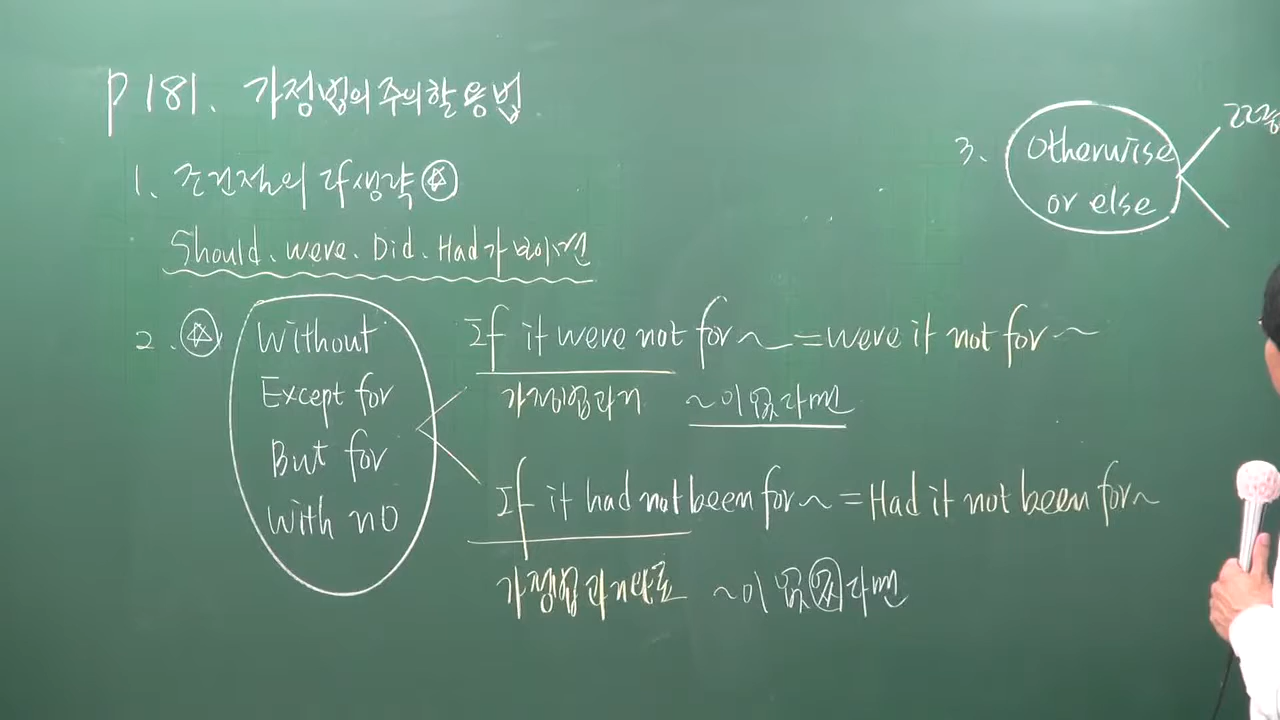 P 181. 가정법의 주의할 용법
1. 조건절의 if생략
Should. were. Did. Had가 보이면
2. Without
Except for
But for
With no
If it were not for ~ = were it not for ~
가정법과거 ~이 없다면
If it had not been for ~ = Had it not been for ~
가정법 과거완료 ~이 없었다면
3. Otherwise
or else